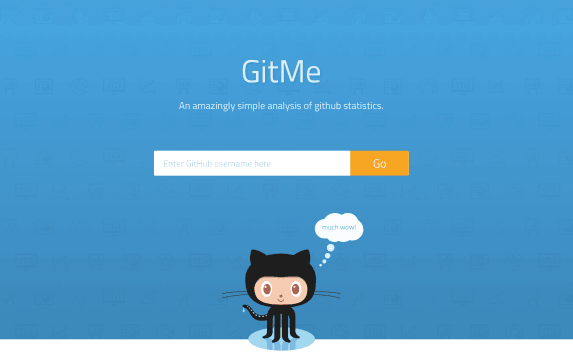 GitMe
An amazingly simple analysis of github statistics.
Enter GitHub username here
Go
much wow!